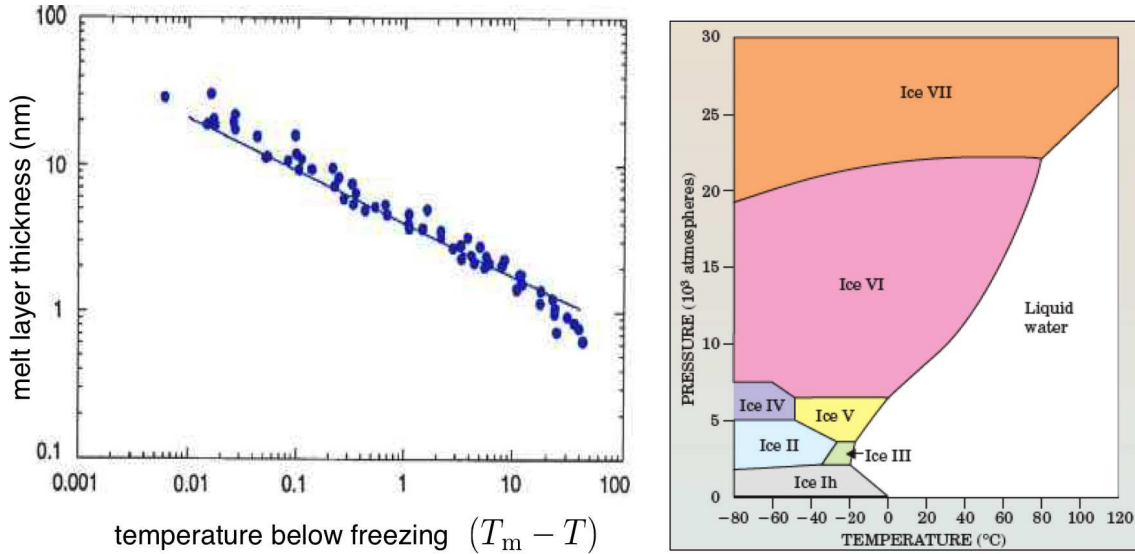 100
10
1
0.1
melt layer thickness (nm)
0.001
0.01
0.1
1
10
100
temperature below freezing (Tₘ − T)
30
25
20
15
10
5
0
PRESSURE (10³ atmospheres)
Ice VII
Ice VI
Liquid
water
Ice IV
Ice V
Ice II
Ice III
Ice Ih
−80
−60
−40
−20
0
20
40
60
80
100
120
TEMPERATURE (°C)